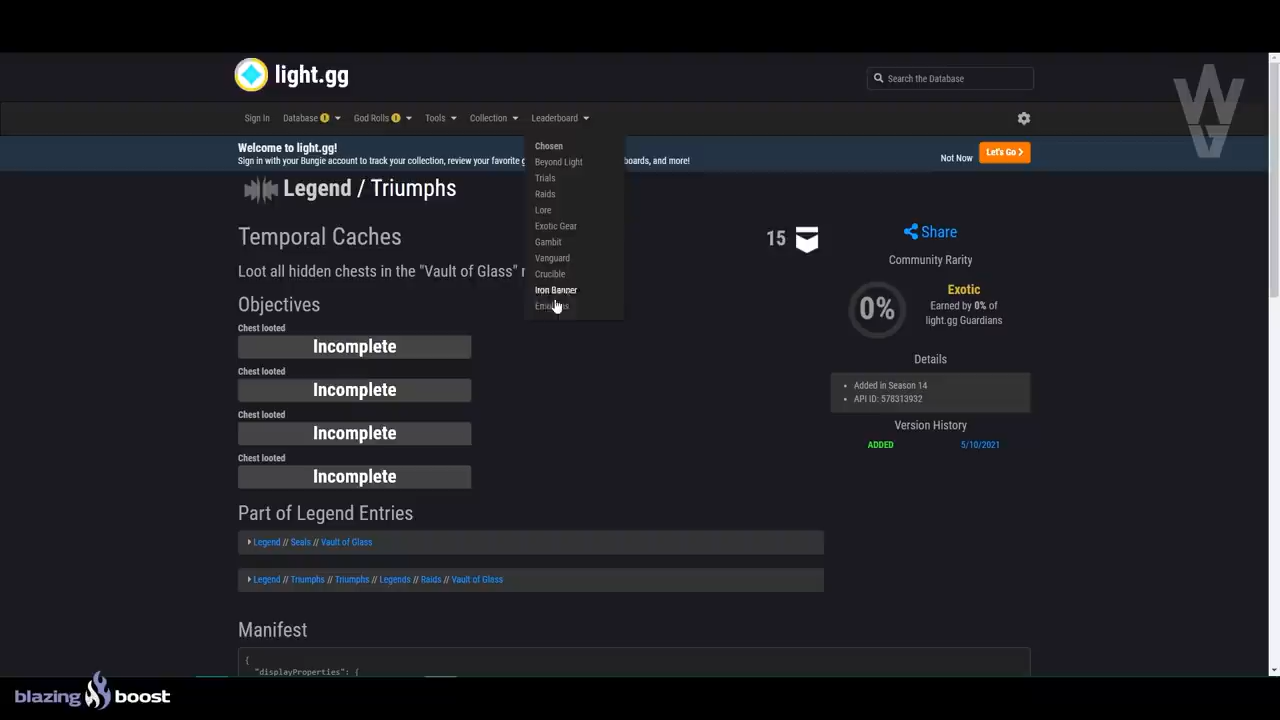 light.gg
Search the Database
Sign In
Database
God Rolls
Tools
Collection
Leaderboard
Welcome to light.gg!
Sign in with your Bungie account to track your collection, review your favorite g
boards, and more!
Not Now
Let's Go
Chosen
Beyond Light
Trials
Raids
Lore
Exotic Gear
Gambit
Vanguard
Crucible
Iron Banner
WG
Legend / Triumphs
Temporal Caches
15
Loot all hidden chests in the "Vault of Glass"
Objectives
Chest looted
Incomplete
Chest looted
Incomplete
Chest looted
Incomplete
Chest looted
Incomplete
Share
Community Rarity
0%
Exotic
Earned by 0% of
light.gg Guardians
Details
Added in Season 14
API ID: 578313932
Version History
ADDED
5/10/2021
Part of Legend Entries
Legend // Seals // Vault of Glass
Legend // Triumphs // Triumphs // Legends // Raids // Vault of Glass
Manifest
{
"displayProperties": {
blazing boost